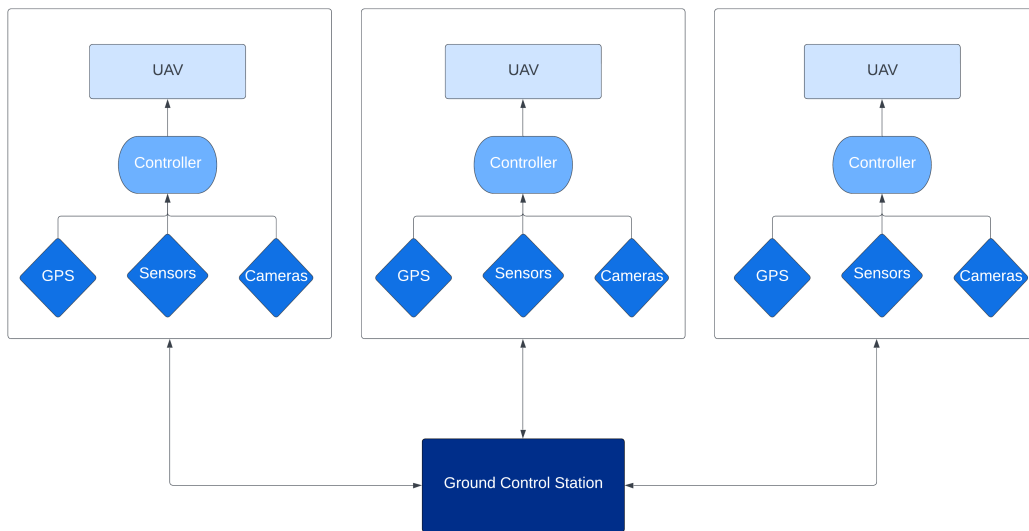 UAV
UAV
UAV
Controller
Controller
Controller
GPS
Sensors
Cameras
GPS
Sensors
Cameras
GPS
Sensors
Cameras
Ground Control Station